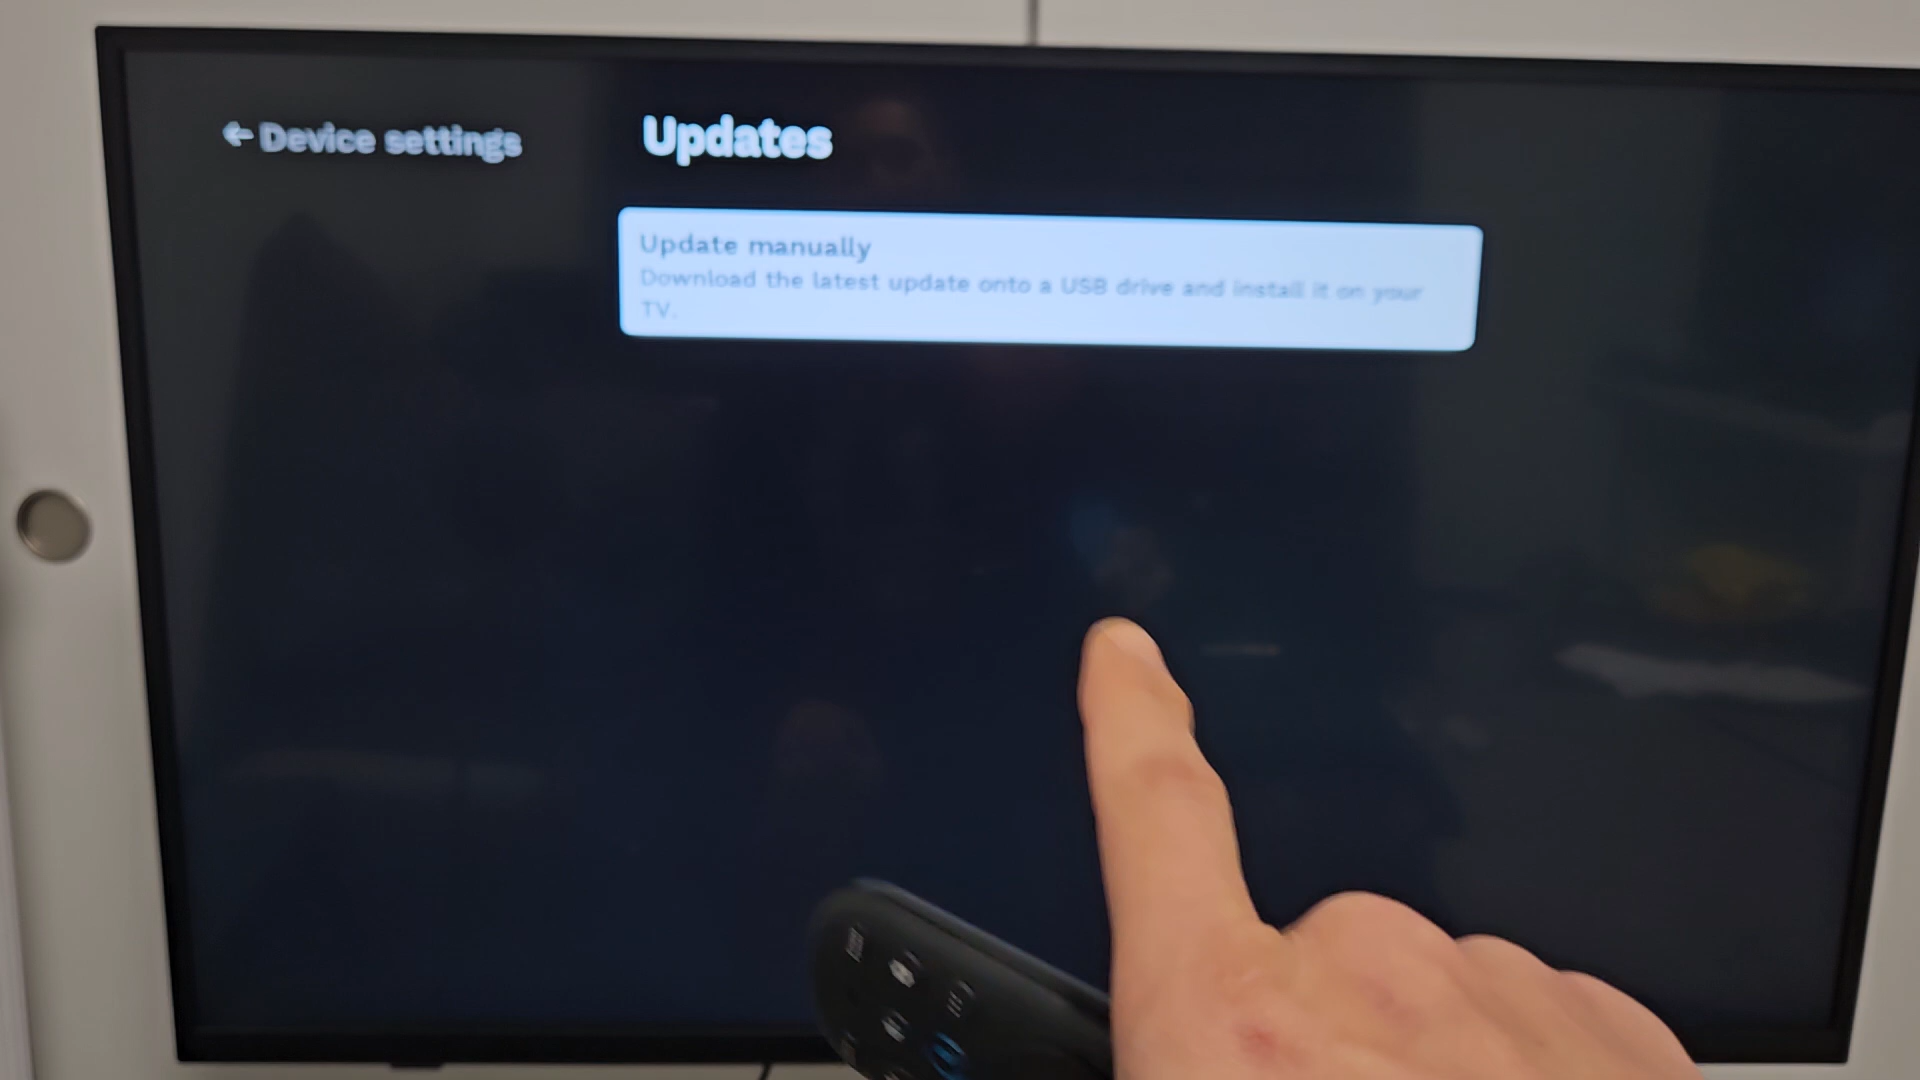 ← Device settings
Updates
Update manually
Download the latest update onto a USB drive and install it on your
TV.